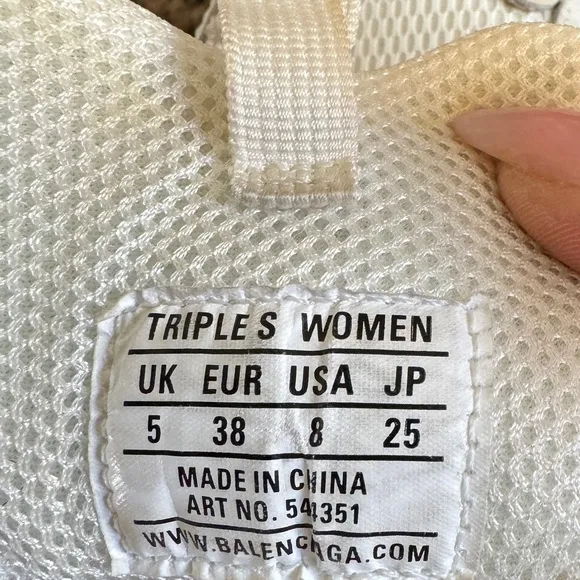 TRIPLE S WOMEN
UK EUR USA JP
5 38 8 25
MADE IN CHINA
ART NO. 544351
WWW.BALENCIAGA.COM